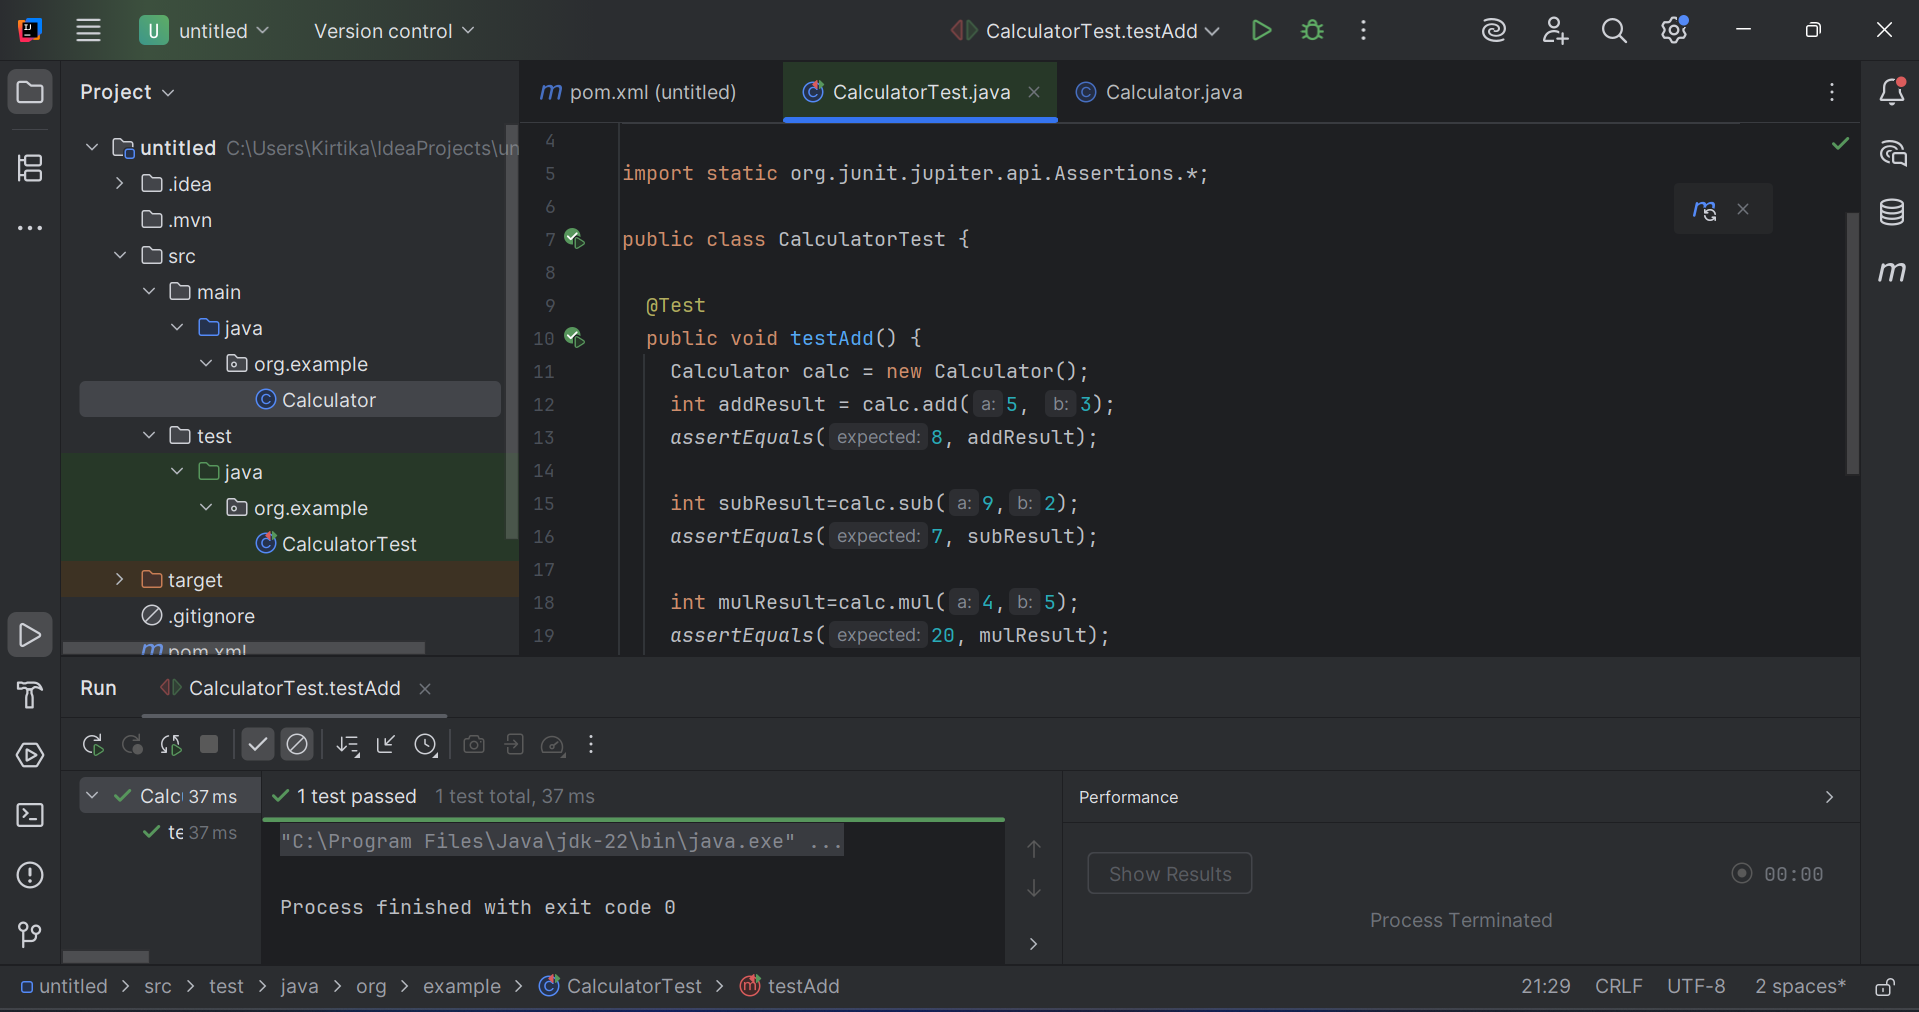 U untitled
Version control
CalculatorTest.testAdd
Project
untitled C:\Users\Kirtika\IdeaProjects\un
.idea
.mvn
src
main
java
org.example
Calculator
test
java
org.example
CalculatorTest
target
.gitignore
pom.xml
pom.xml (untitled)
CalculatorTest.java
Calculator.java
4
5 import static org.junit.jupiter.api.Assertions.*;
6
7 public class CalculatorTest {
8
9 @Test
10 public void testAdd() {
11 Calculator calc = new Calculator();
12 int addResult = calc.add( a: 5, b: 3);
13 assertEquals( expected: 8, addResult);
14
15 int subResult=calc.sub( a: 9, b: 2);
16 assertEquals( expected: 7, subResult);
17
18 int mulResult=calc.mul( a: 4, b: 5);
19 assertEquals( expected: 20, mulResult);
Run CalculatorTest.testAdd
Calc 37 ms
te 37 ms
1 test passed 1 test total, 37 ms
"C:\Program Files\Java\jdk-22\bin\java.exe" ...
Process finished with exit code 0
Performance
Show Results
00:00
Process Terminated
untitled > src > test > java > org > example > CalculatorTest > testAdd
21:29 CRLF UTF-8 2 spaces*